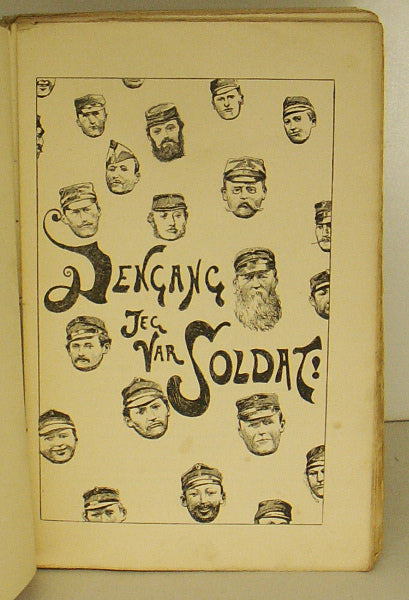 DENGANG
JEG
VAR
SOLDAT!